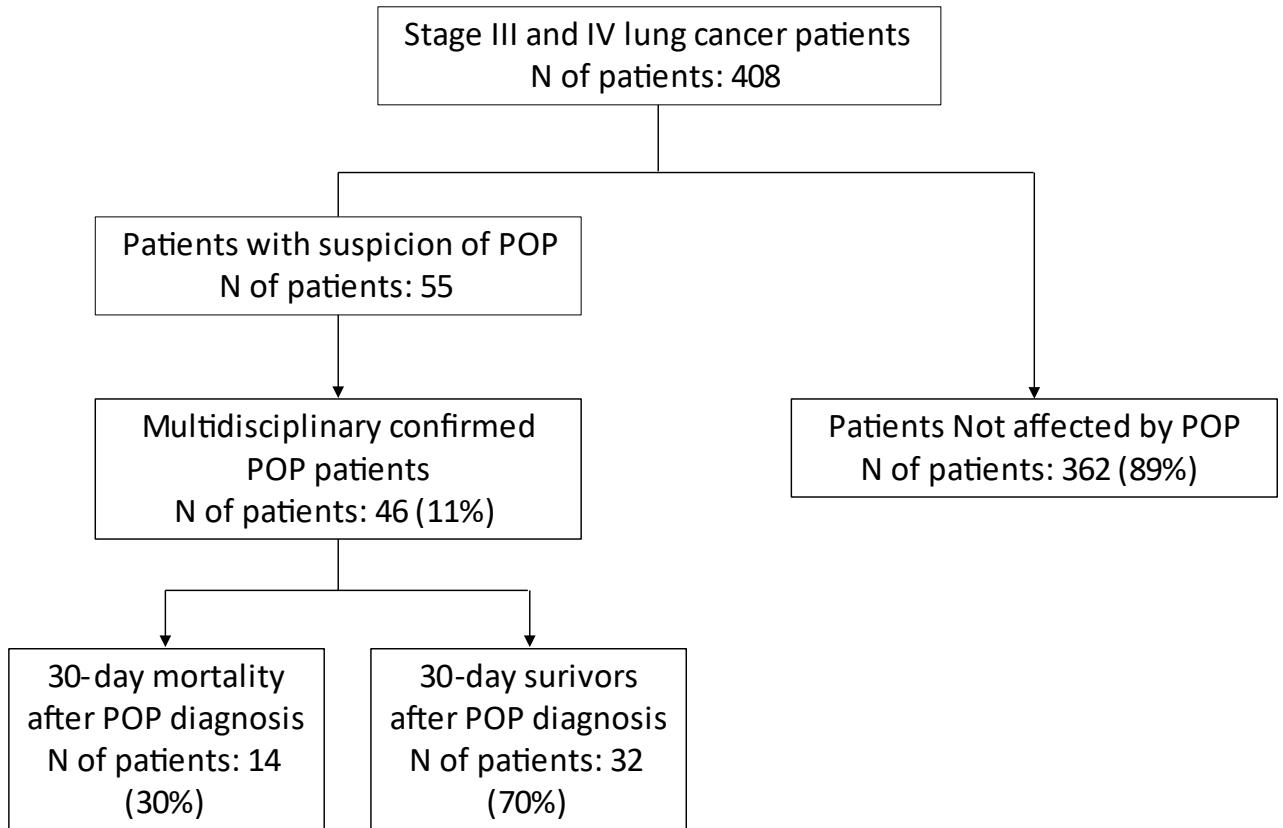 Stage III and IV lung cancer patients
N of patients: 408
Patients with suspicion of POP
N of patients: 55
Multidisciplinary confirmed
POP patients
N of patients: 46 (11%)
Patients Not affected by POP
N of patients: 362 (89%)
30-day mortality
after POP diagnosis
N of patients: 14
(30%)
30-day surivors
after POP diagnosis
N of patients: 32
(70%)